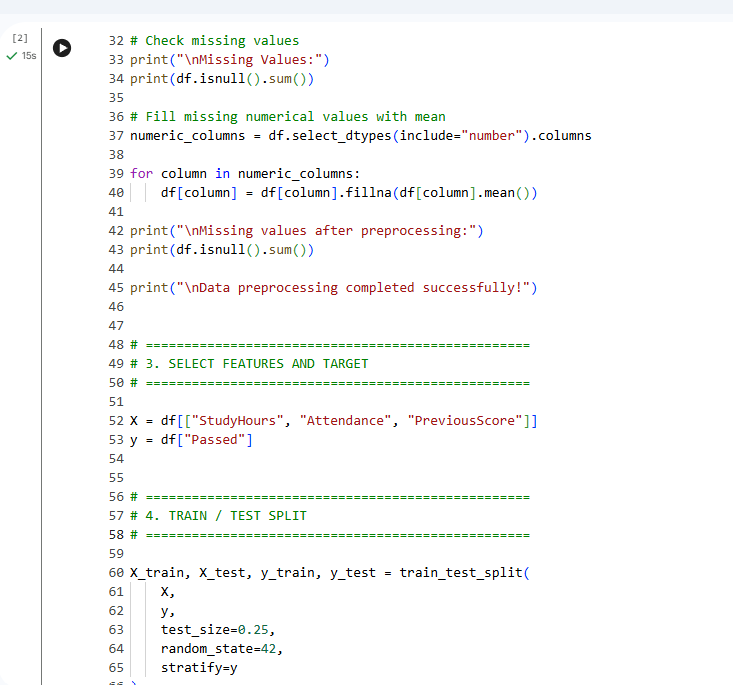 [2]
15s
32 # Check missing values
33 print("\nMissing Values:")
34 print(df.isnull().sum())
35
36 # Fill missing numerical values with mean
37 numeric_columns = df.select_dtypes(include="number").columns
38
39 for column in numeric_columns:
40     df[column] = df[column].fillna(df[column].mean())
41
42 print("\nMissing values after preprocessing:")
43 print(df.isnull().sum())
44
45 print("\nData preprocessing completed successfully!")
46
47
48 # ==================================================
49 # 3. SELECT FEATURES AND TARGET
50 # ==================================================
51
52 X = df[["StudyHours", "Attendance", "PreviousScore"]]
53 y = df["Passed"]
54
55
56 # ==================================================
57 # 4. TRAIN / TEST SPLIT
58 # ==================================================
59
60 X_train, X_test, y_train, y_test = train_test_split(
61     X,
62     y,
63     test_size=0.25,
64     random_state=42,
65     stratify=y